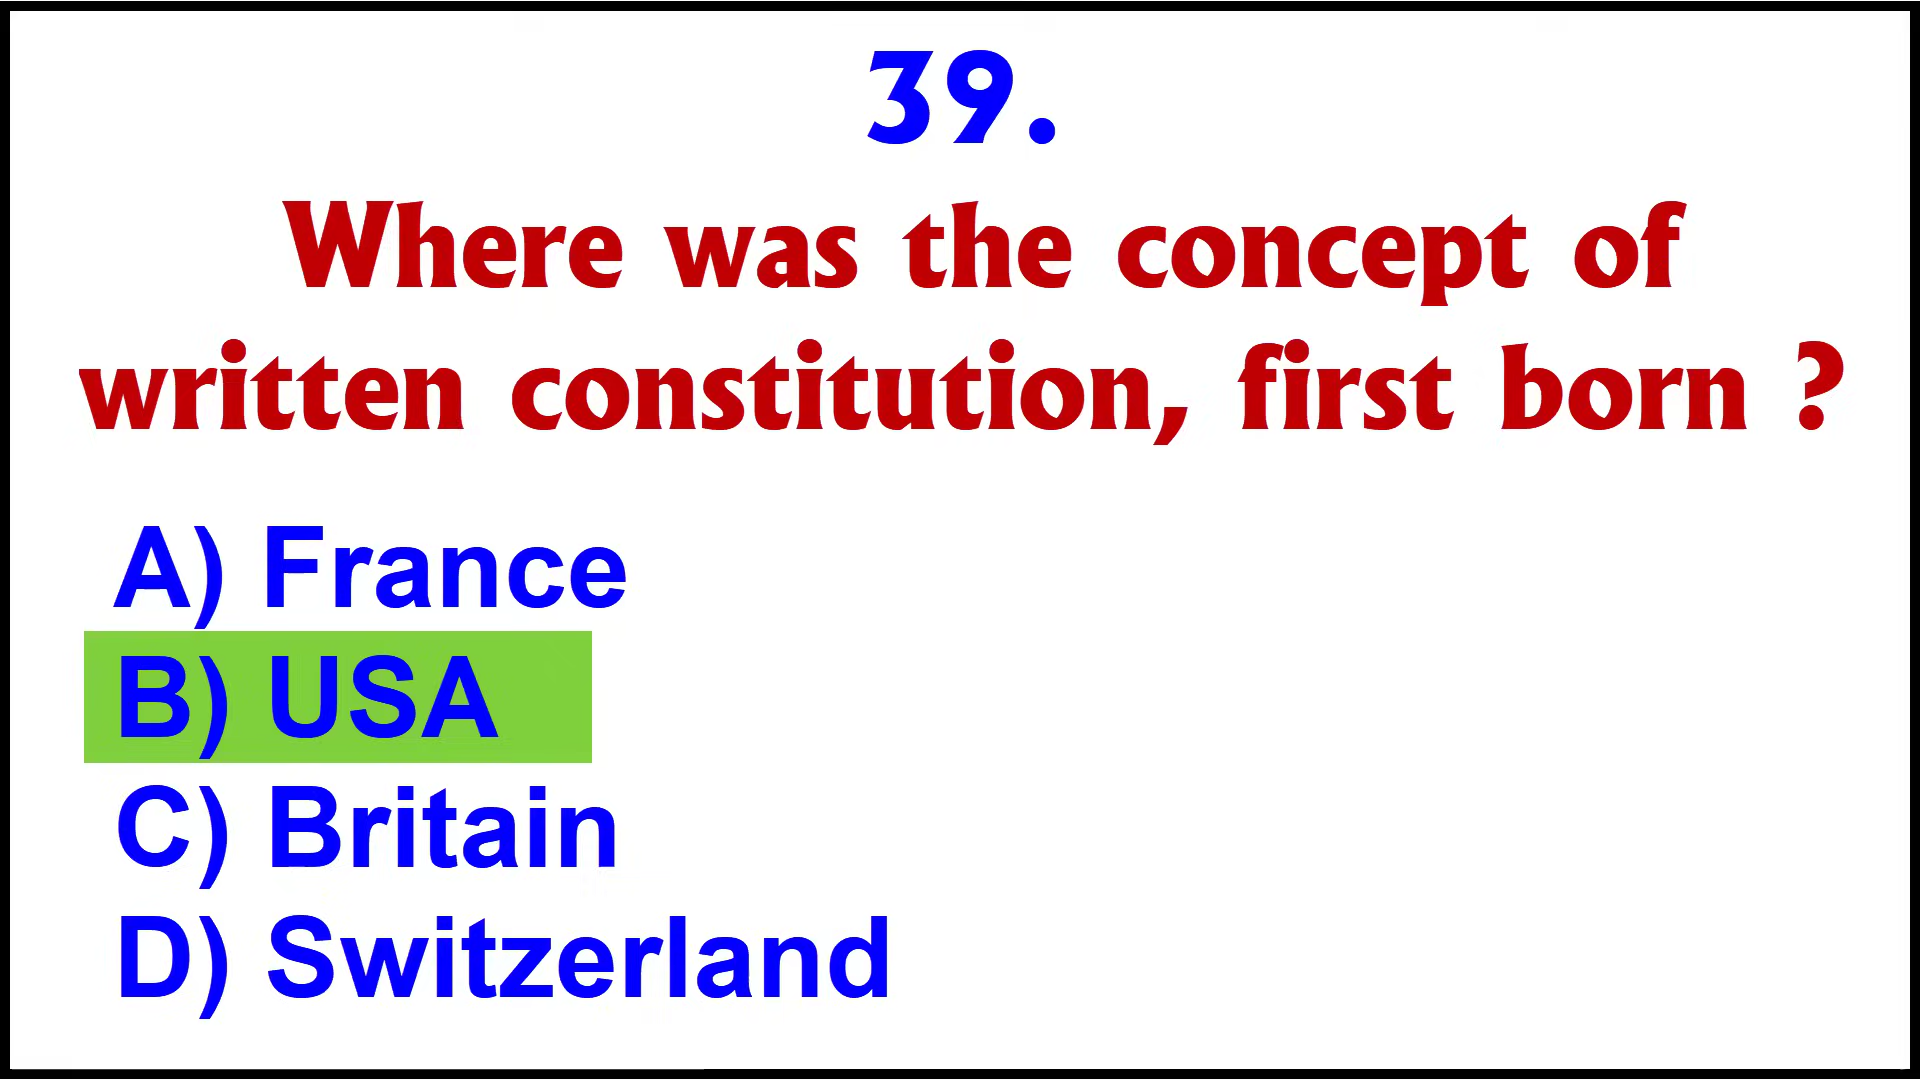 39.
Where was the concept of
written constitution, first born ?
A) France
B) USA
C) Britain
D) Switzerland